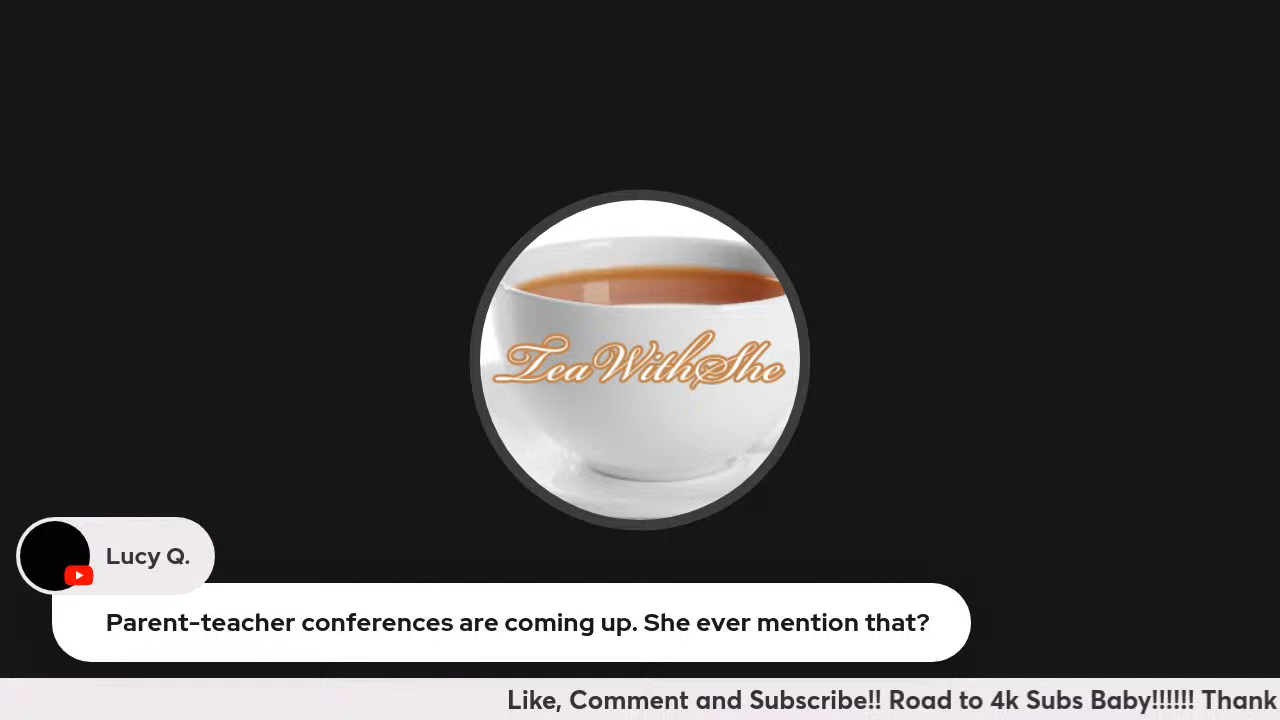 TeaWithShe
Lucy Q.
Parent-teacher conferences are coming up. She ever mention that?
Like, Comment and Subscribe!! Road to 4k Subs Baby!!!!!! Thank